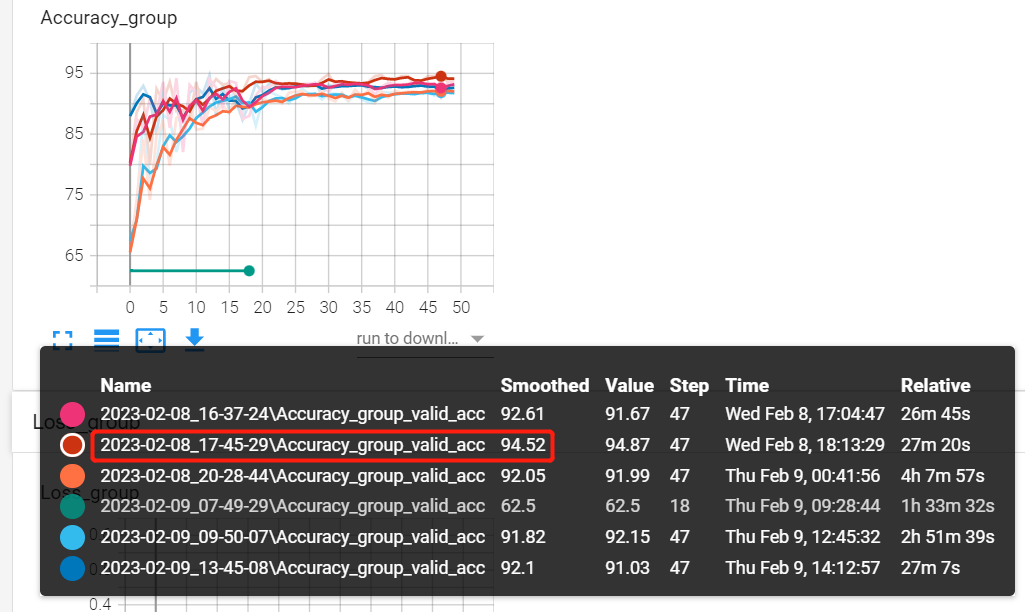 Accuracy_group
95
85
75
65
0 5 10 15 20 25 30 35 40 45 50
run to downl...
Name Smoothed Value Step Time Relative
2023-02-08_16-37-24\Accuracy_group_valid_acc 92.61 91.67 47 Wed Feb 8, 17:04:47 26m 45s
Loss_group
2023-02-08_17-45-29\Accuracy_group_valid_acc 94.52 94.87 47 Wed Feb 8, 18:13:29 27m 20s
2023-02-08_20-28-44\Accuracy_group_valid_acc 92.05 91.99 47 Thu Feb 9, 00:41:56 4h 7m 57s
Loss_group
2023-02-09_07-49-29\Accuracy_group_valid_acc 62.5 62.5 18 Thu Feb 9, 09:28:44 1h 33m 32s
2023-02-09_09-50-07\Accuracy_group_valid_acc 91.82 92.15 47 Thu Feb 9, 12:45:32 2h 51m 39s
2023-02-09_13-45-08\Accuracy_group_valid_acc 92.1 91.03 47 Thu Feb 9, 14:12:57 27m 7s
0.4